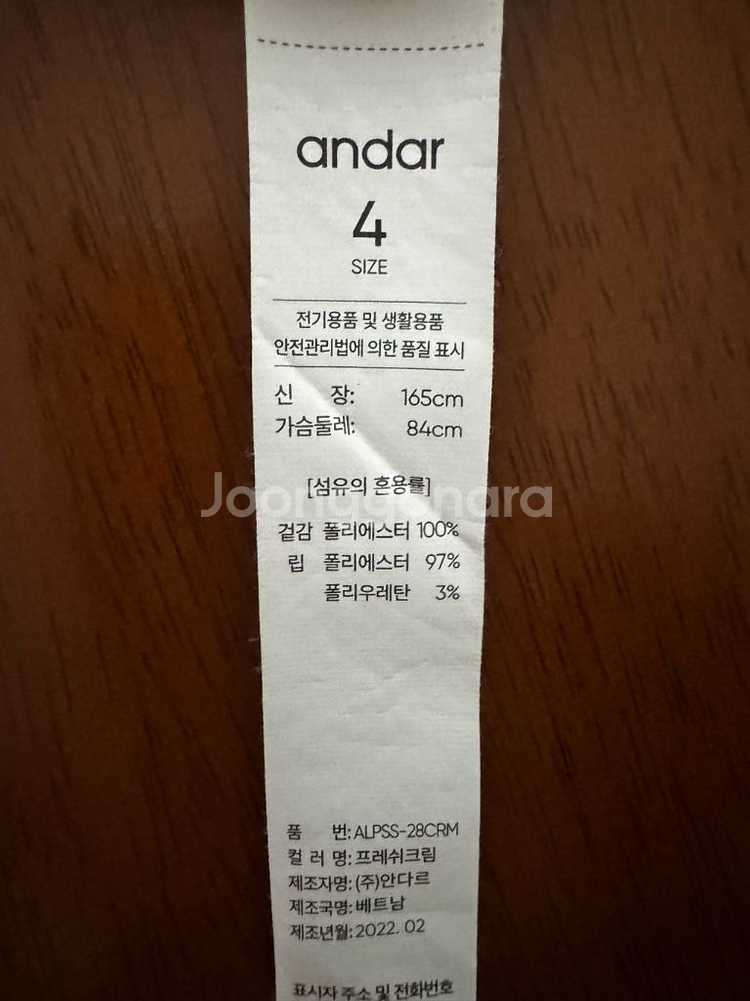 andar
4
SIZE
전기용품 및 생활용품
안전관리법에 의한 품질 표시
신 장: 165cm
가슴둘레: 84cm
[섬유의 혼용률]
Joonggonara
겉감 폴리에스터 100%
립 폴리에스터 97%
폴리우레탄 3%
품 번: ALPSS-28CRM
컬 러 명: 프레쉬크림
제조자명: (주)안다르
제조국명: 베트남
제조년월: 2022. 02
표시자 주소 및 전화번호